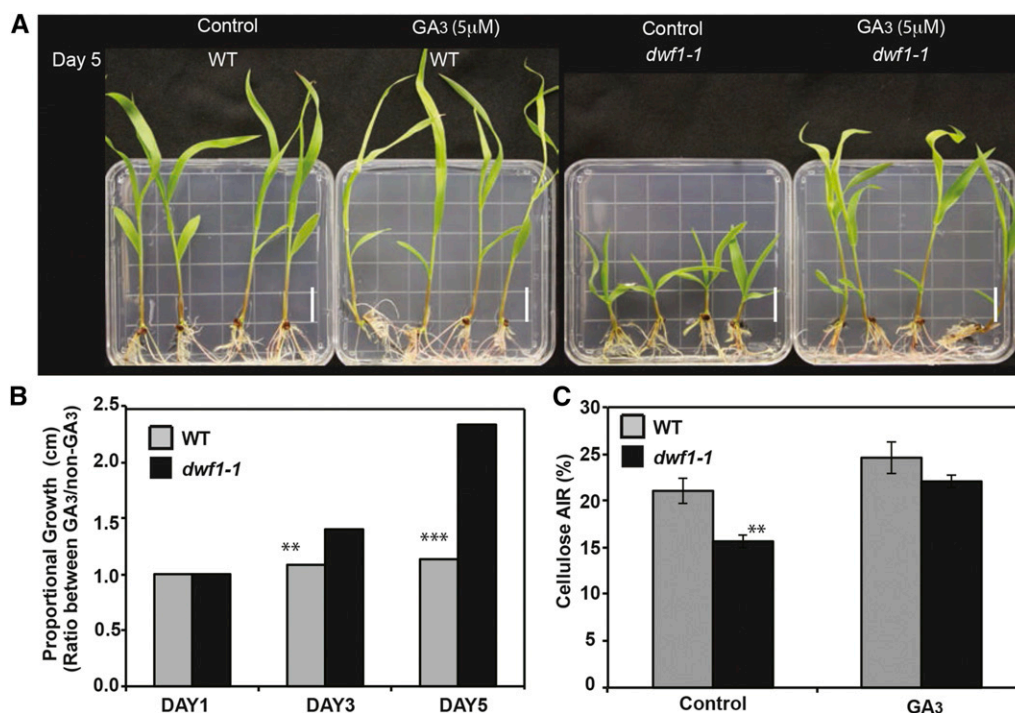 A
Control
GA3 (5μM)
Control
GA3 (5μM)
Day 5
WT
WT
dwf1-1
dwf1-1
B
Proportional Growth (cm)
(Ratio between GA3/non-GA3)
2.5
2.0
1.5
1.0
0.5
0.0
WT
dwf1-1
**
***
DAY1
DAY3
DAY5
C
Cellulose AIR (%)
30
25
20
15
10
5
0
WT
dwf1-1
**
Control
GA3